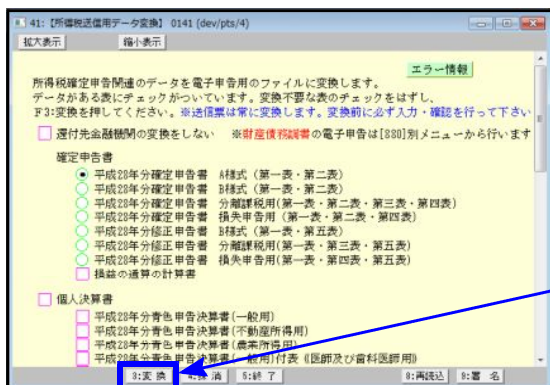 41:【所得税送信用データ変換】 0141 (dev/pts/4)
拡大表示 縮小表示
エラー情報
所得税確定申告関連のデータを電子申告用のファイルに変換します。
データがある表にチェックがついています。変換不要な表のチェックをはずし、
F3:変換を押してください。※送信票は常に変換します。変換前に必ず入力・確認を行って下さい
還付先金融機関の変換をしない ※財産債務調書の電子申告は[880]別メニューから行います
確定申告書
平成28年分確定申告書 A様式（第一表・第二表）
平成28年分確定申告書 B様式（第一表・第二表）
平成28年分確定申告書 分離課税用(第一表・第二表・第三表・第四表)
平成28年分確定申告書 損失申告用（第一表・第二表・第四表）
平成28年分修正申告書 B様式（第一表・第五表）
平成28年分修正申告書 分離課税用(第一表・第三表・第五表)
平成28年分修正申告書 損失申告用(第一表・第四表・第五表)
損益の通算の計算書
個人決算書
平成28年分青色申告決算書(一般用)
平成28年分青色申告決算書(不動産所得用)
平成28年分青色申告決算書(農業所得用)
平成28年分青色申告決算書(一般用)付表《医師及び歯科医師用》
3:変 換 4:抹 消 5:終 了 8:再読込 9:署 名